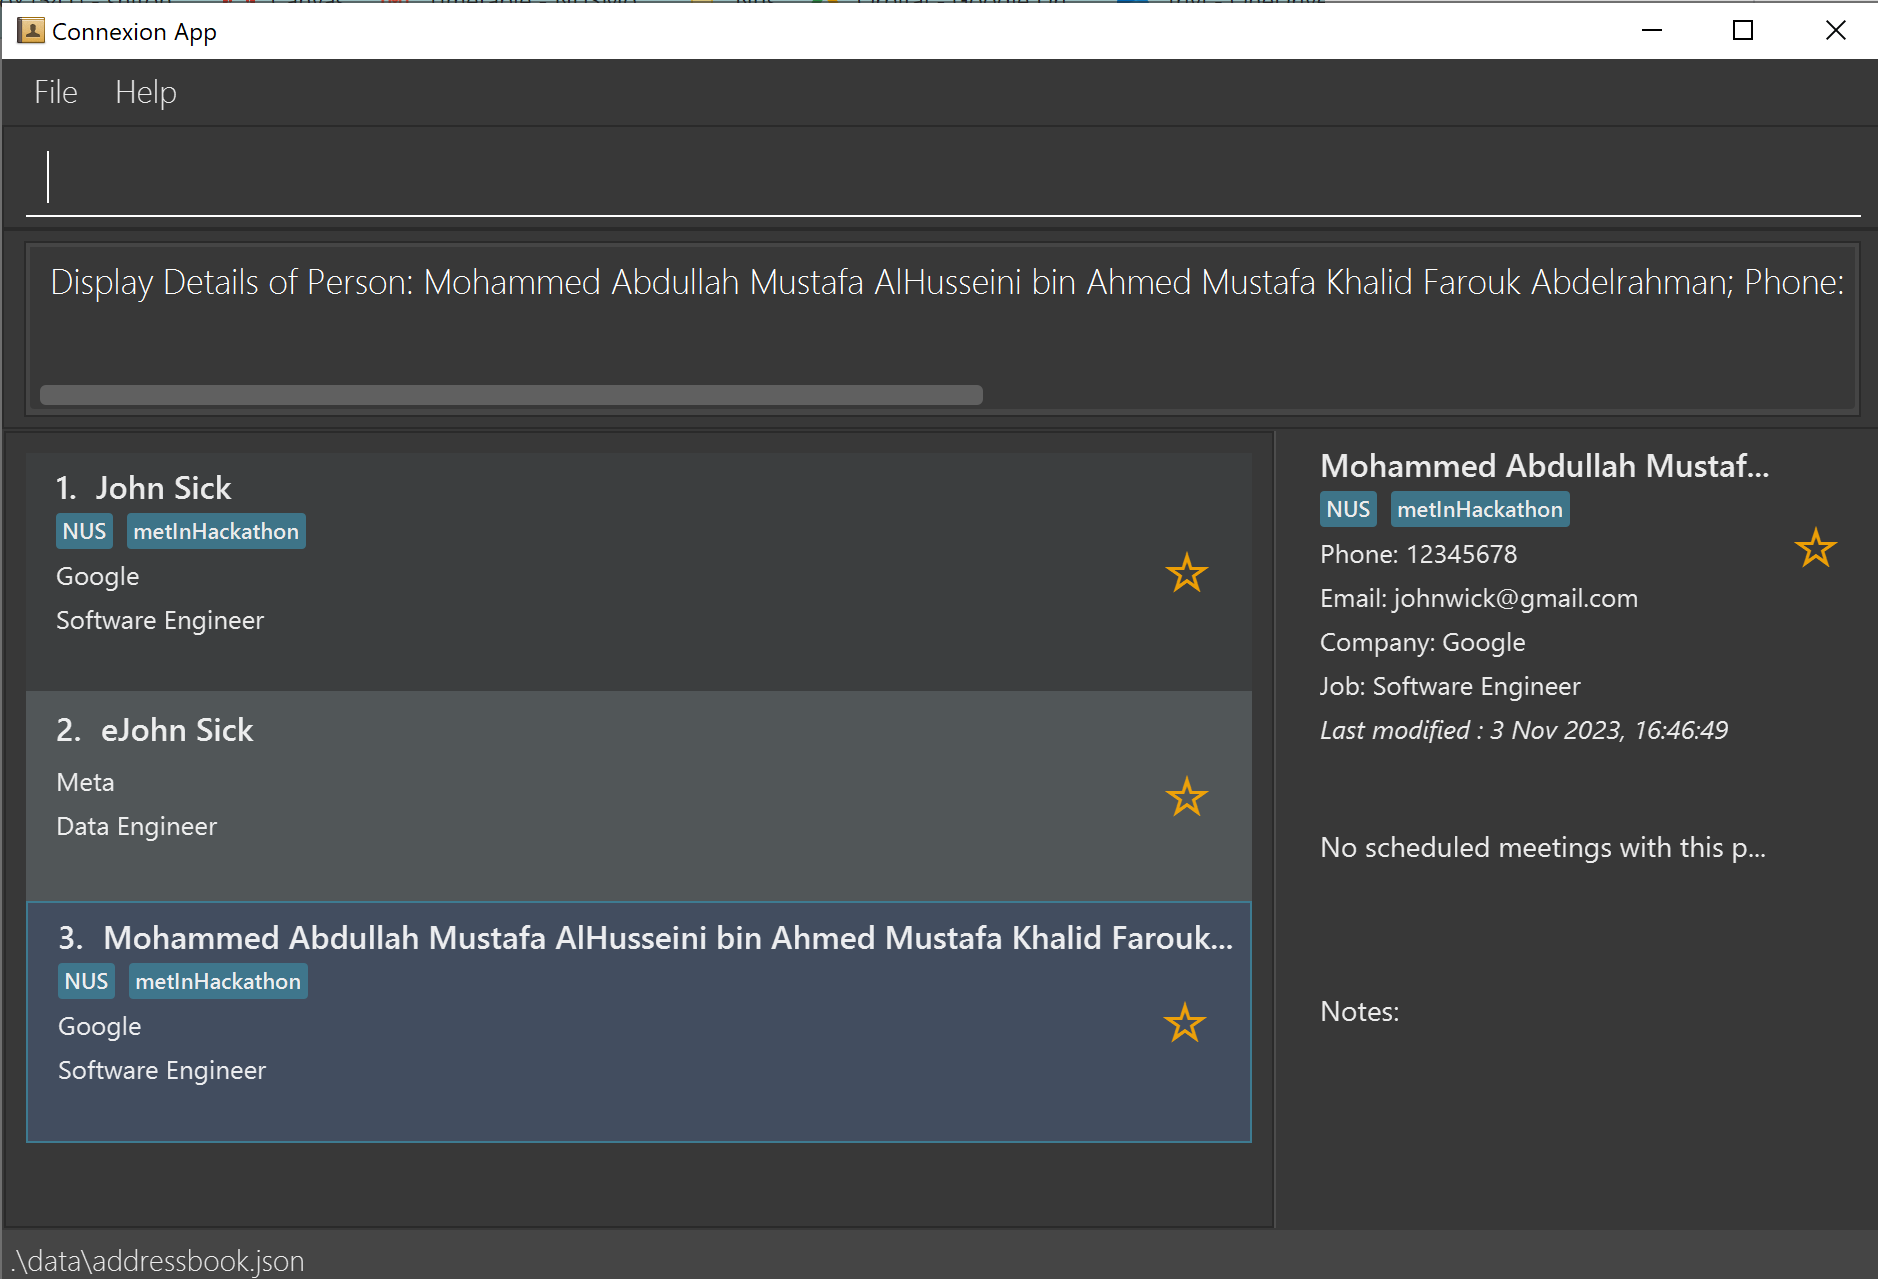 Connexion App
File Help
Display Details of Person: Mohammed Abdullah Mustafa AlHusseini bin Ahmed Mustafa Khalid Farouk Abdelrahman; Phone:
1. John Sick
NUS metInHackathon
Google
Software Engineer
2. eJohn Sick
Meta
Data Engineer
3. Mohammed Abdullah Mustafa AlHusseini bin Ahmed Mustafa Khalid Farouk...
NUS metInHackathon
Google
Software Engineer
Mohammed Abdullah Mustaf...
NUS metInHackathon
Phone: 12345678
Email: johnwick@gmail.com
Company: Google
Job: Software Engineer
Last modified : 3 Nov 2023, 16:46:49
No scheduled meetings with this p...
Notes:
.\data\addressbook.json